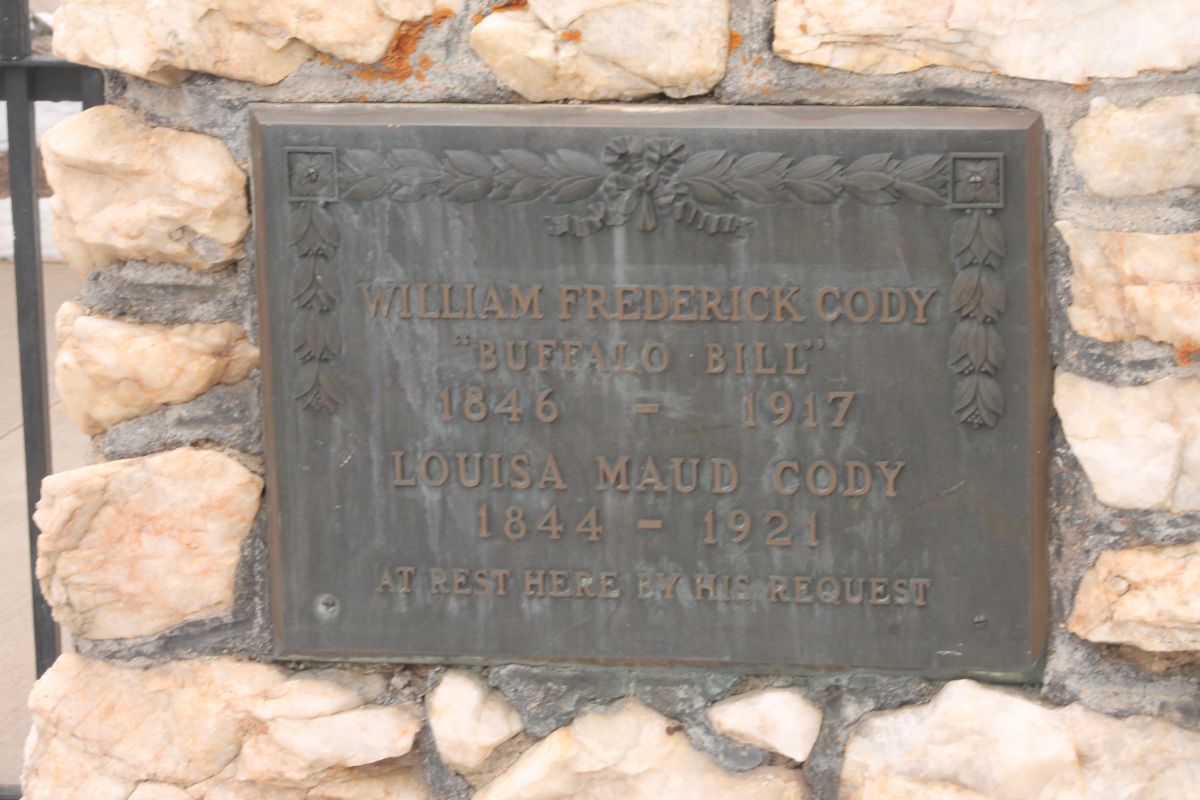 WILLIAM FREDERICK CODY
"BUFFALO BILL"
1846 - 1917
LOUISA MAUD CODY
1844 - 1921
AT REST HERE BY HIS REQUEST